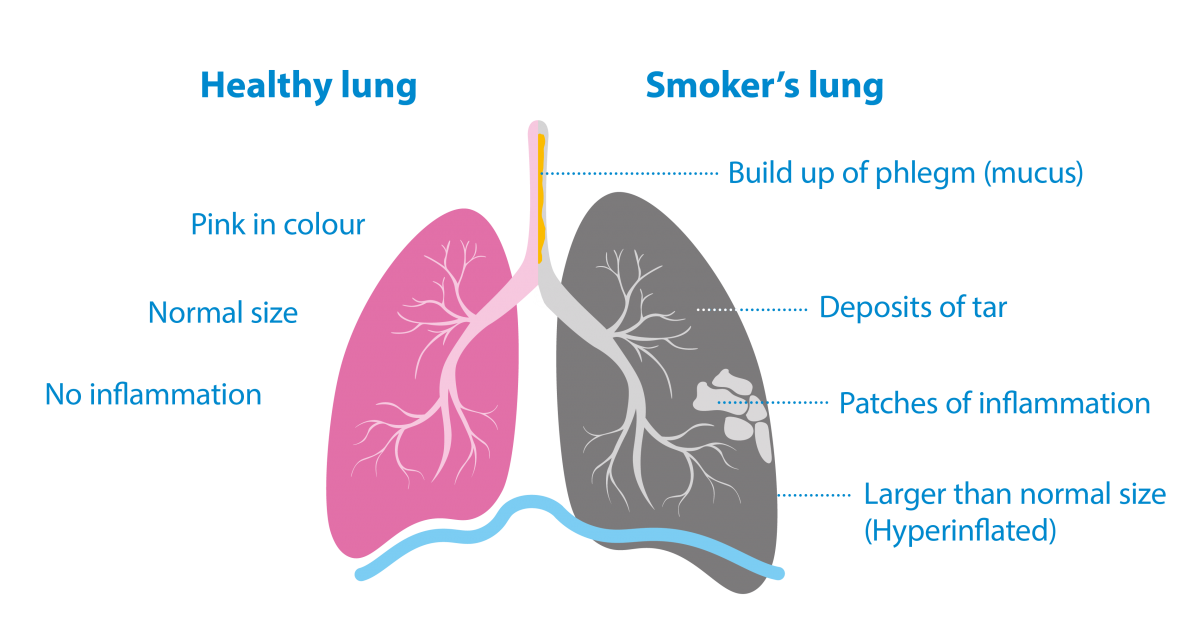 Healthy lung
Smoker's lung
Build up of phlegm (mucus)
Pink in colour
Normal size
Deposits of tar
No inflammation
Patches of inflammation
Larger than normal size
(Hyperinflated)